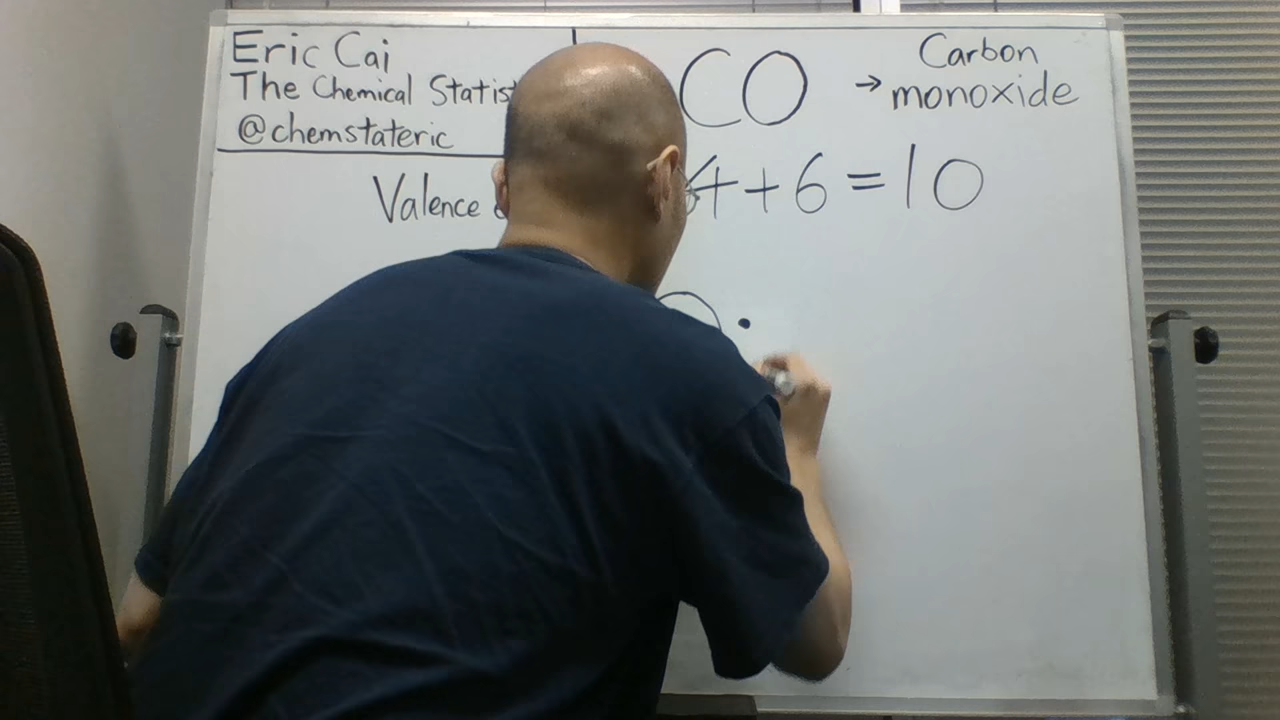 Eric Cai
The Chemical Statis
@chemstateric
CO → Carbon monoxide
Valence 4+6=10